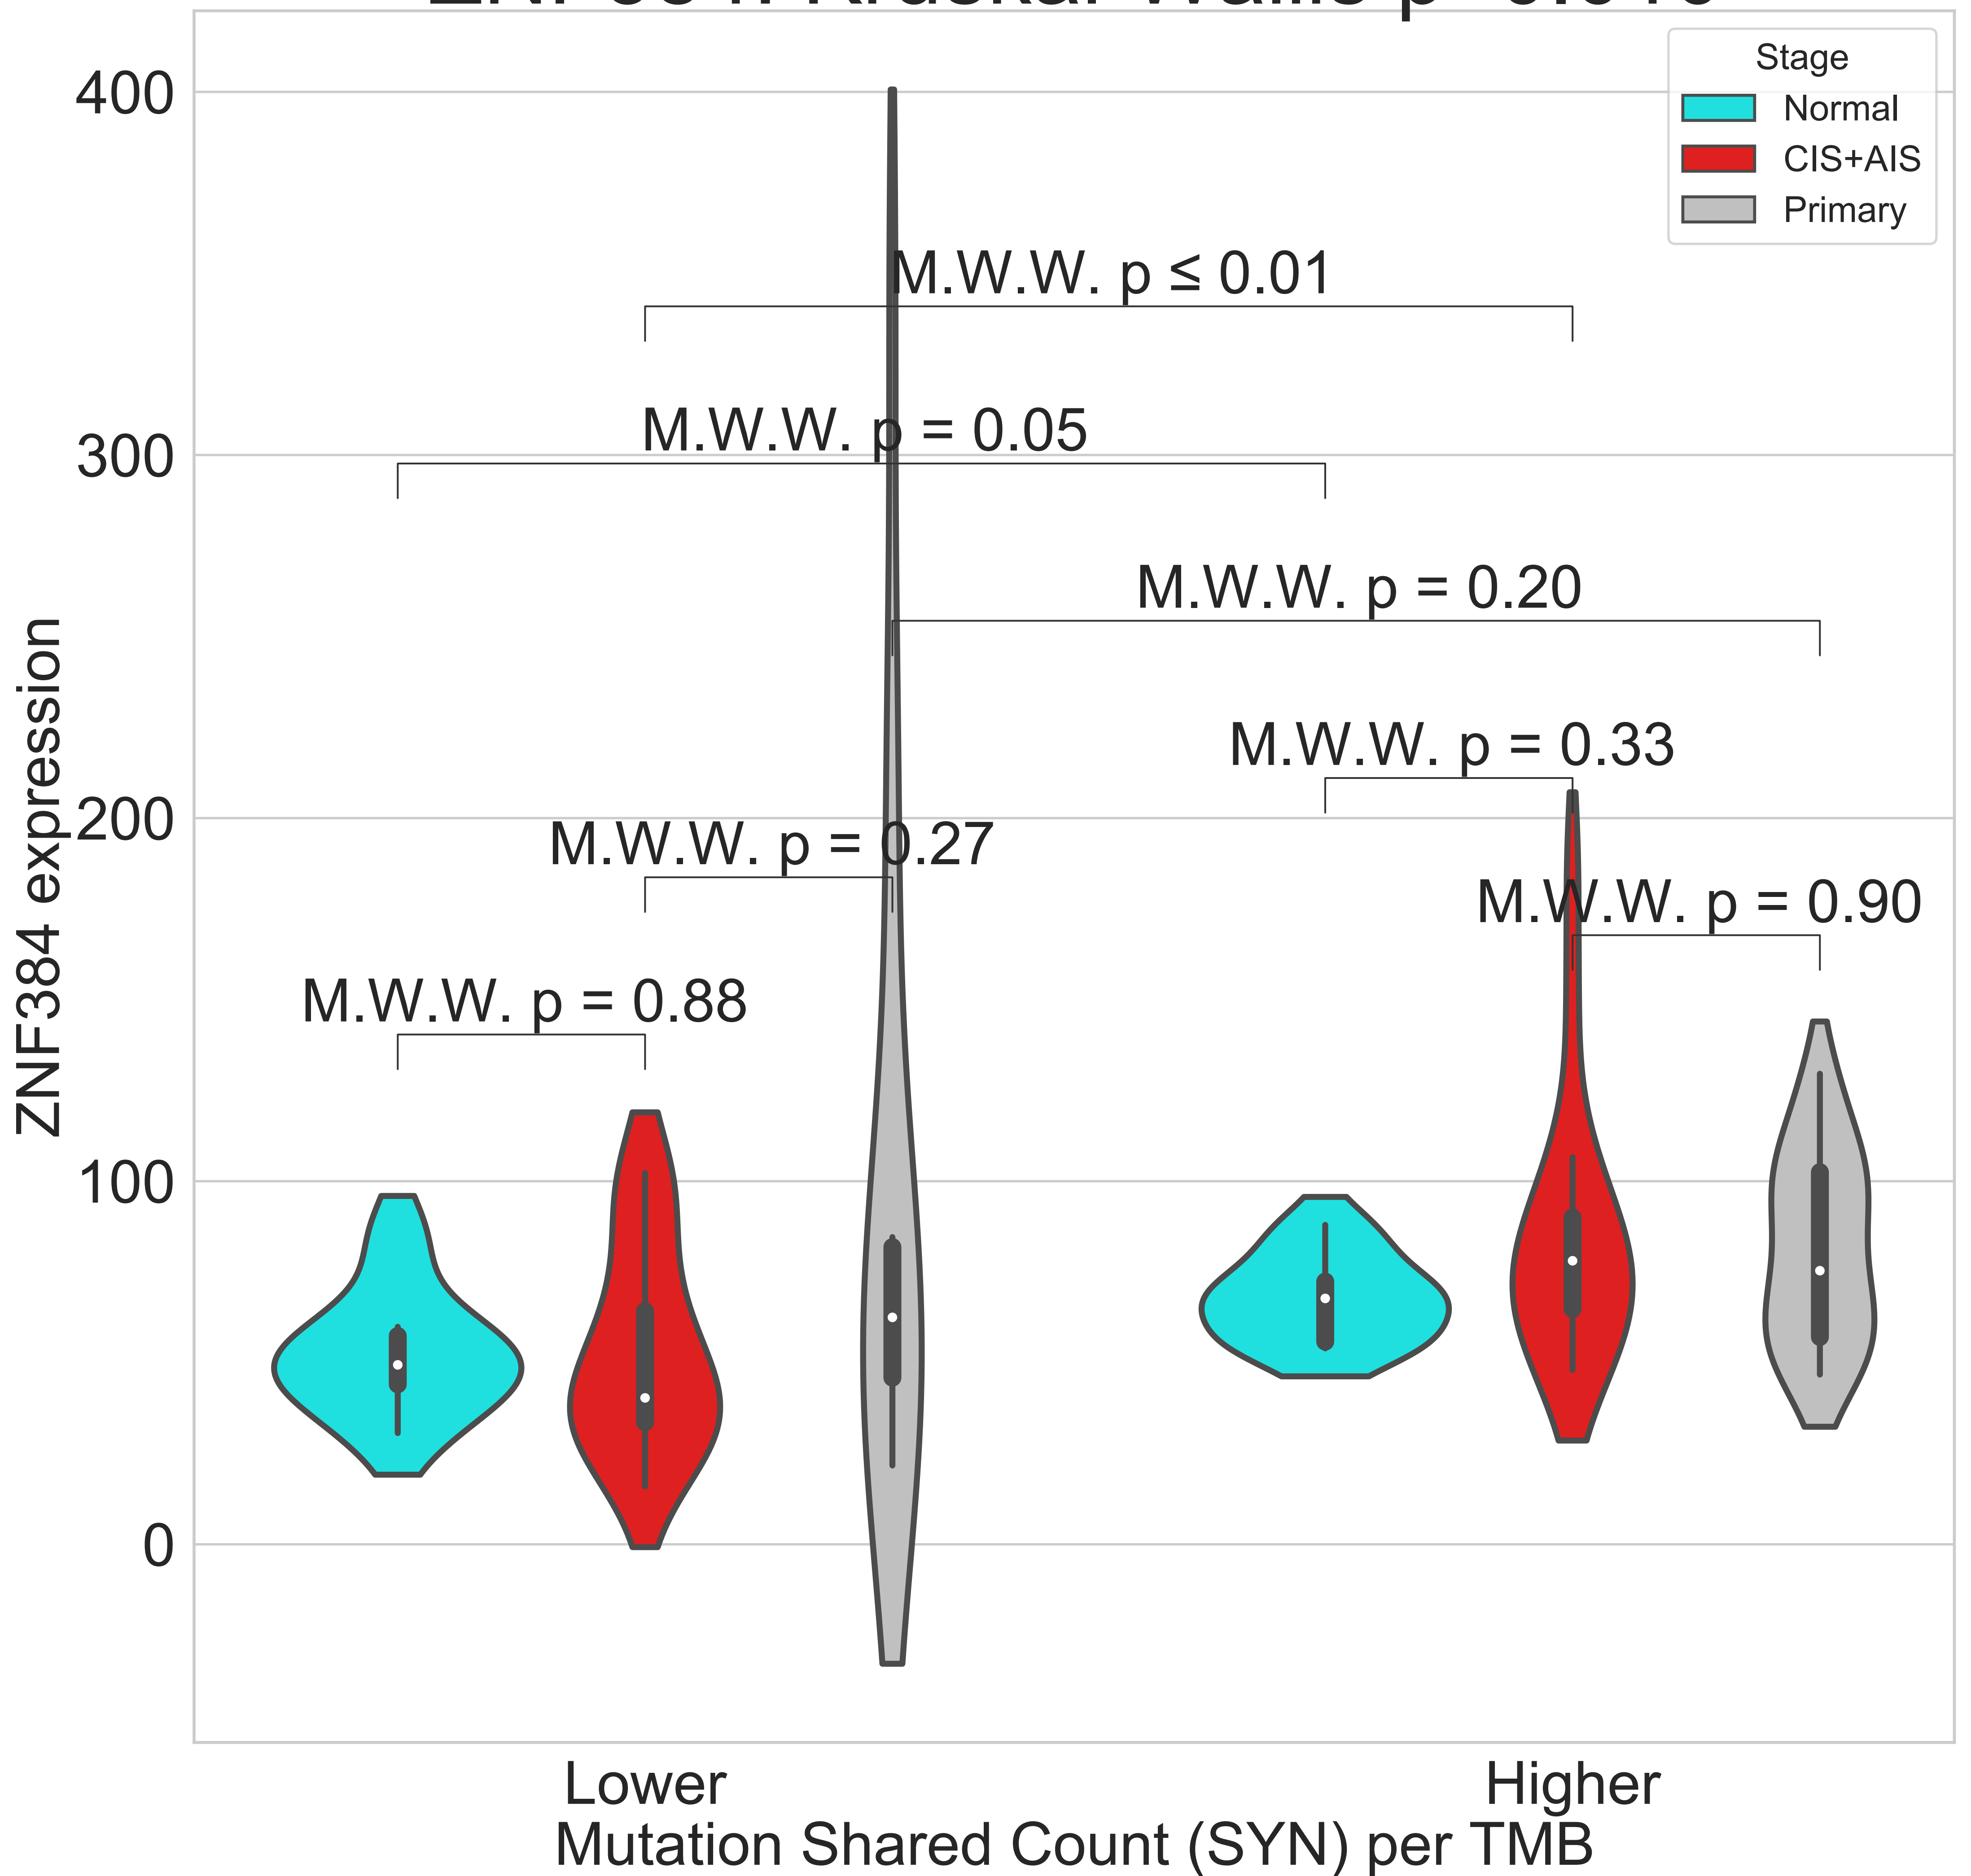 400
300
200
100
0
ZNF384 expression
Stage
Normal
CIS+AIS
Primary
M.W.W. p ≤ 0.01
M.W.W. p = 0.05
M.W.W. p = 0.20
M.W.W. p = 0.33
M.W.W. p = 0.27
M.W.W. p = 0.90
M.W.W. p = 0.88
Lower
Higher
Mutation Shared Count (SYN) per TMB